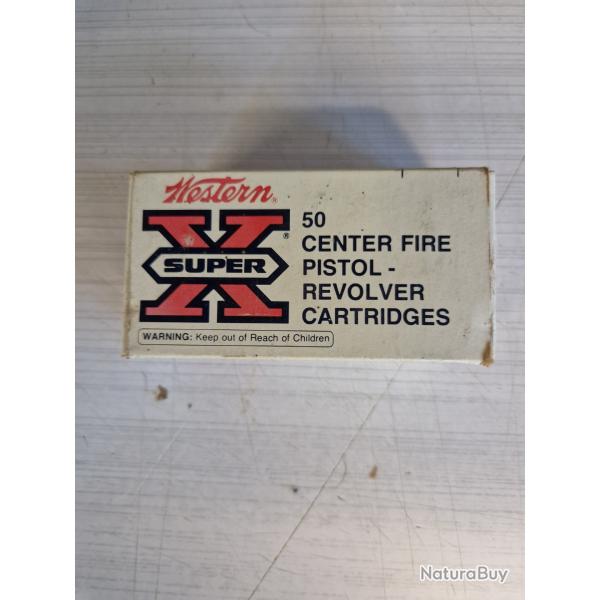 Western
SUPER X
50
CENTER FIRE
PISTOL -
REVOLVER
CARTRIDGES
WARNING: Keep out of Reach of Children
NaturaBuy